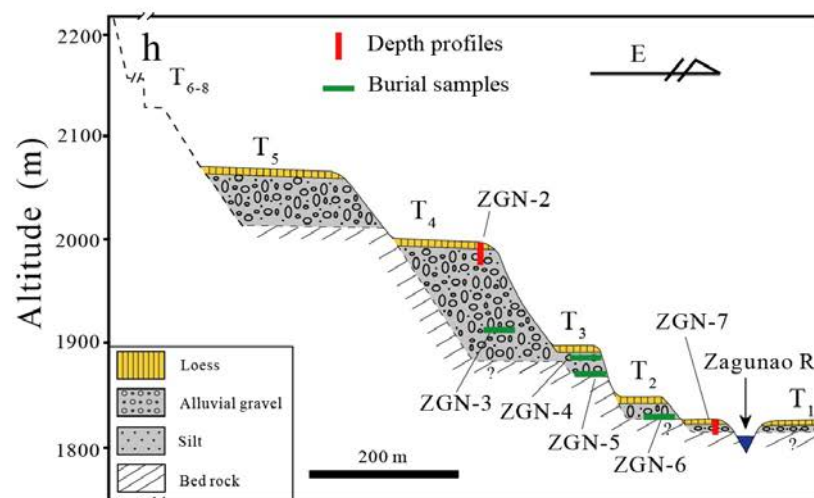 2200
h
T6-8
Depth profiles
Burial samples
E
2100
T5
ZGN-2
T4
2000
Altitude (m)
T3
ZGN-7
Zagunao R
1900
?
T2
T1
ZGN-3
ZGN-4
ZGN-5
ZGN-6
?
?
1800
200 m
Loess
Alluvial gravel
Silt
Bed rock